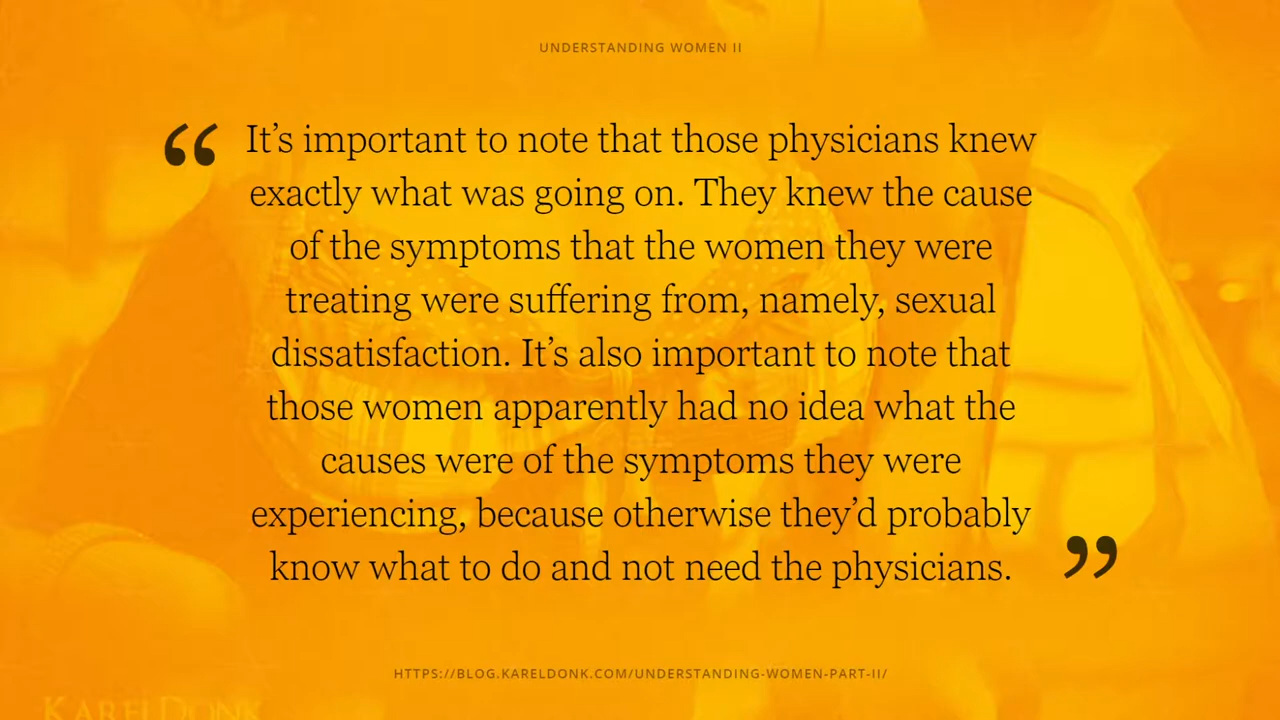 UNDERSTANDING WOMEN II
“ It’s important to note that those physicians knew
exactly what was going on. They knew the cause
of the symptoms that the women they were
treating were suffering from, namely, sexual
dissatisfaction. It’s also important to note that
those women apparently had no idea what the
causes were of the symptoms they were
experiencing, because otherwise they’d probably
know what to do and not need the physicians. ”
HTTPS://BLOG.KARELDONK.COM/UNDERSTANDING-WOMEN-PART-II/
KAREL DONK